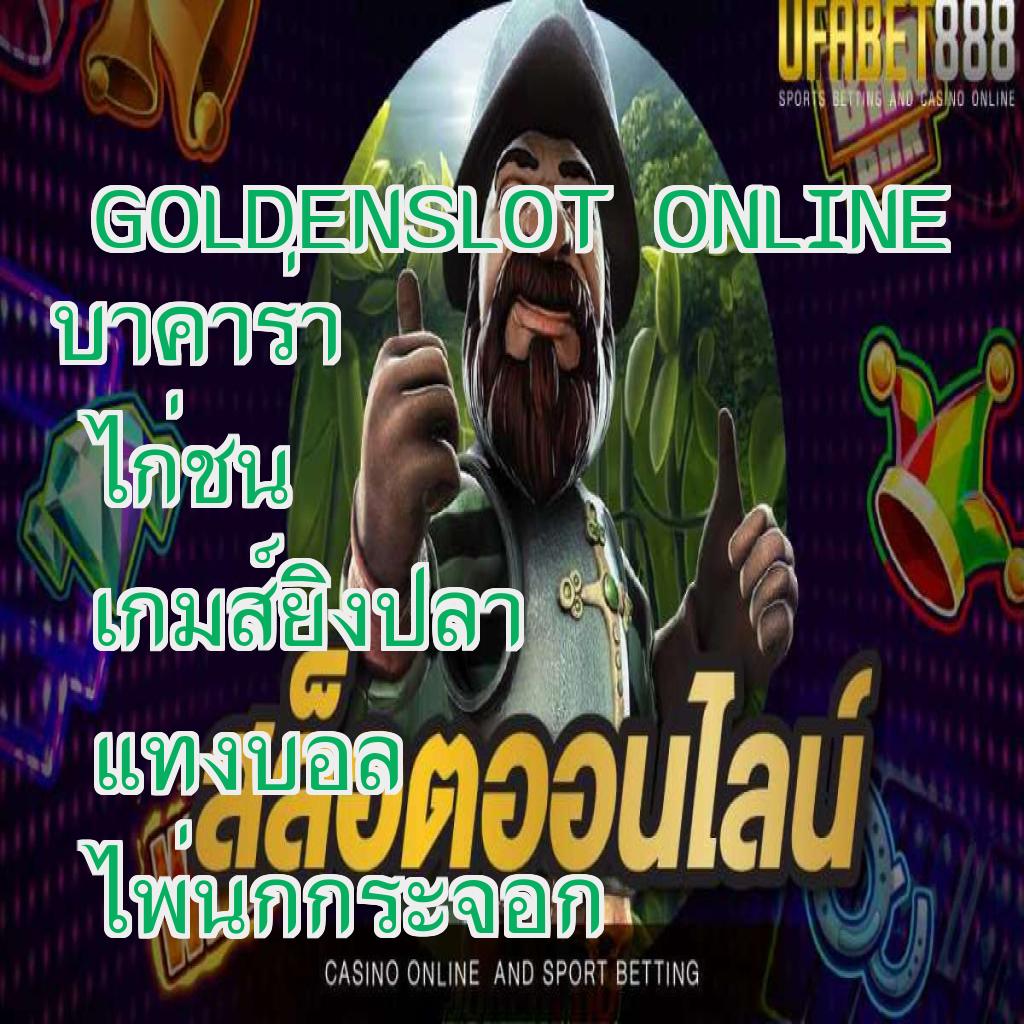 UFABET888
SPORTS BETTING AND CASINO ONLINE
BAR
GOLDENSLOT ONLINE
บาคาร่า
ไก่ชน
เกมส์ยิงปลา
แทงบอล
สล็อตออนไลน์
ไพ่นกกระจอก
CASINO ONLINE AND SPORT BETTING